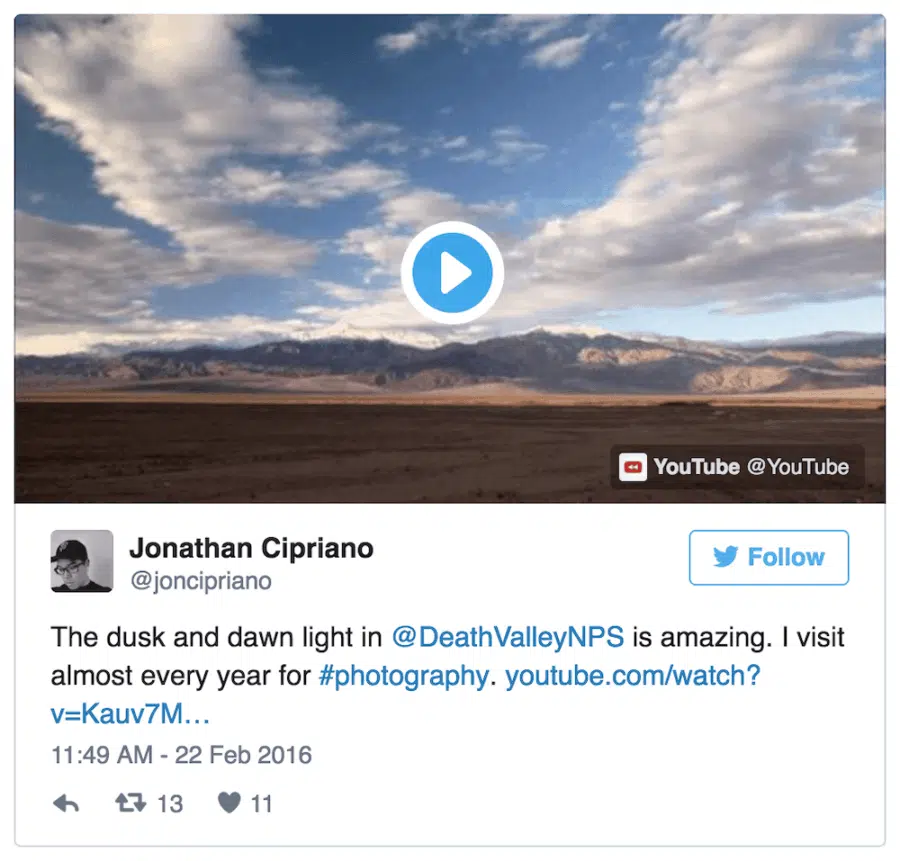 YouTube @YouTube
Jonathan Cipriano
@joncipriano
Follow
The dusk and dawn light in @DeathValleyNPS is amazing. I visit
almost every year for #photography. youtube.com/watch?
v=Kauv7M…
11:49 AM - 22 Feb 2016
13 11